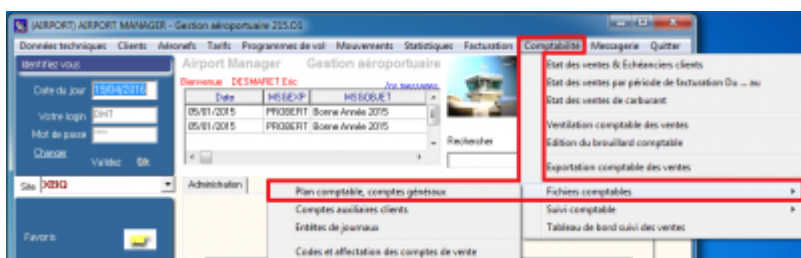 (AIRPORT) AIRPORT MANAGER - Gestion aéroportuaire 215.01
Données techniques Clients Aéronefs Tarifs Programmes de vol Mouvements Statistiques Facturation Comptabilité Messagerie Quitter
Identifiez vous
Airport Manager Gestion aéroportuaire
Bienvenue DESMARET Eric
Date du jour 15/04/2016
Date MSGEXP MSGOBJET
05/01/2015 PROBERT Bonne Année 2015
05/01/2015 PROBERT Bonne Année 2015
Votre login DMT
Mot de passe
Changer Validez Ok
Rechercher
Site XBQ
Administration
Favoris
Etat des ventes & Echéanciers clients
Etat des ventes par période de facturation Du ... au
Etat des ventes de carburant
Ventilation comptable des ventes
Edition du brouillard comptable
Exportation comptable des ventes
Fichiers comptables
Suivi comptable
Tableau de bord suivi des ventes
Plan comptable, comptes généraux
Comptes auxiliaires clients
Entêtes de journaux
Codes et affectation des comptes de vente